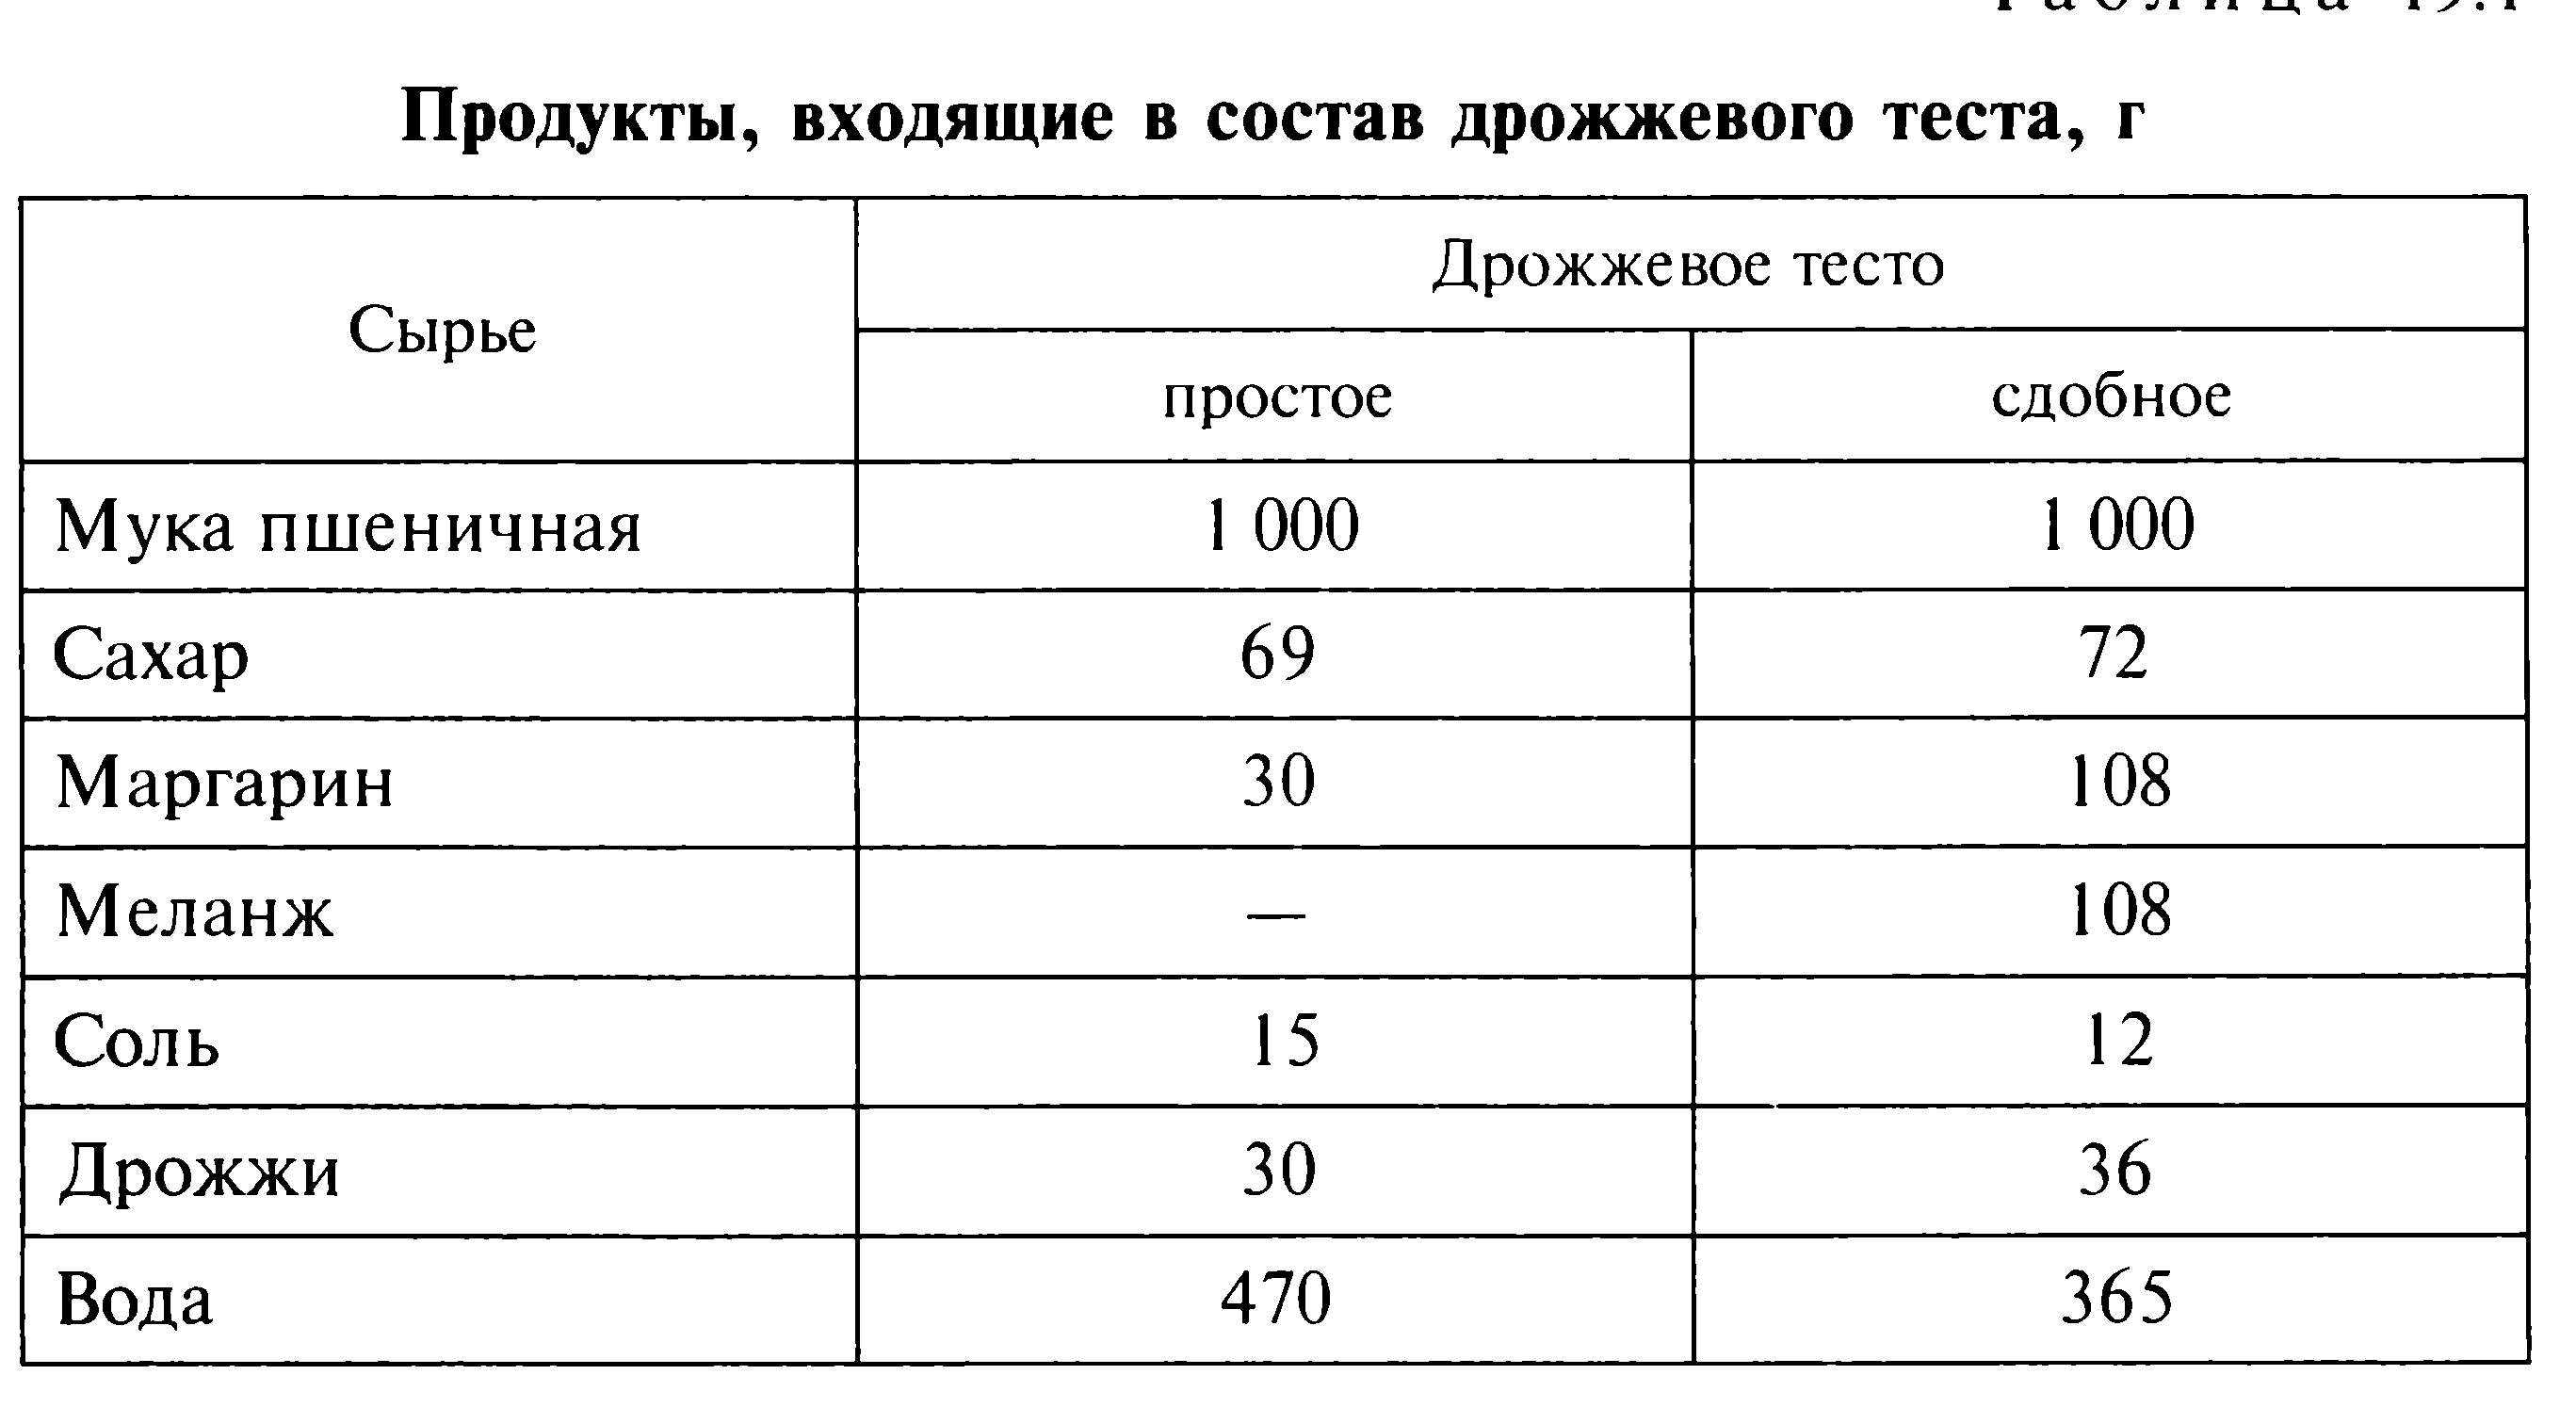 Продукты, входящие в состав дрожжевого теста, г
Сырье
Дрожжевое тесто
простое сдобное
Мука пшеничная 1 000 1 000
Сахар 69 72
Маргарин 30 108
Меланж — 108
Соль 15 12
Дрожжи 30 36
Вода 470 365